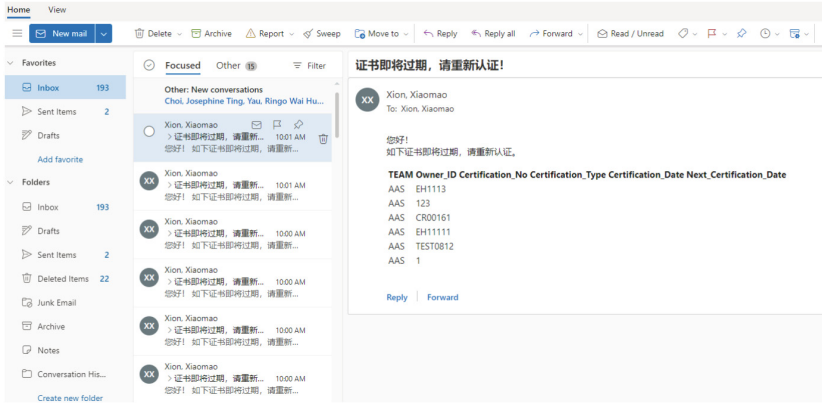 Home View
New mail Delete Archive Report Sweep Move to Reply Reply all Forward Read / Unread
Favorites
Inbox 193
Sent Items 2
Drafts
Add favorite
Folders
Inbox 193
Drafts
Sent Items 2
Deleted Items 22
Junk Email
Archive
Notes
Conversation His...
Create new folder
Focused Other 15 Filter
Other: New conversations
Choi, Josephine Ting, Yau, Ringo Wai Hu...
Xion, Xiaomao
证书即将过期，请重新... 10:01 AM
您好！ 如下证书即将过期，请重新...
XX
Xion, Xiaomao
证书即将过期，请重新... 10:01 AM
您好！ 如下证书即将过期，请重新...
XX
Xion, Xiaomao
证书即将过期，请重新... 10:00 AM
您好！ 如下证书即将过期，请重新...
XX
Xion, Xiaomao
证书即将过期，请重新... 10:00 AM
您好！ 如下证书即将过期，请重新...
XX
Xion, Xiaomao
证书即将过期，请重新... 10:00 AM
您好！ 如下证书即将过期，请重新...
XX
Xion, Xiaomao
证书即将过期，请重新... 10:00 AM
您好！ 如下证书即将过期，请重新...
证书即将过期，请重新认证！
XX
Xion, Xiaomao
To: Xion, Xiaomao
您好！
如下证书即将过期，请重新认证。
TEAM Owner_ID Certification_No Certification_Type Certification_Date Next_Certification_Date
AAS EH1113
AAS 123
AAS CR00161
AAS EH11111
AAS TEST0812
AAS 1
Reply Forward